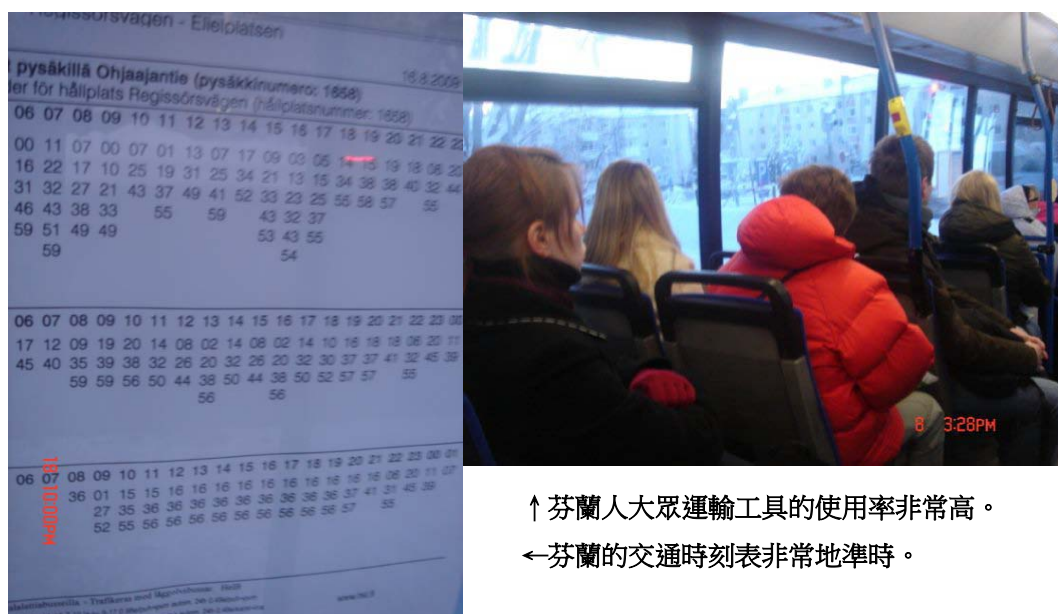 Regissörsvägen - Elielplatsen
pysäkillä Ohjaajantie (pysäkkinumero: 1658)
16.8.2009
för hållplats Regissörsvägen (hållplatsnummer: 1658)
06 07 08 09 10 11 12 13 14 15 16 17 18 19 20 21 22
00 11 07 00 07 01 13 07 17 09 03 05 19 18 08 20
16 22 17 10 25 19 31 25 34 21 13 15 34 38 38 40 32 44
31 32 27 21 43 37 49 41 52 33 23 25 55 58 57 55
46 43 38 33 55 59 43 32 37
59 51 49 49 53 43 55
59 54
06 07 08 09 10 11 12 13 14 15 16 17 18 19 20 21 22 23 00
17 12 09 19 20 14 08 02 14 08 02 14 10 16 18 18 06 20 11
45 40 35 39 38 32 26 20 32 26 20 32 30 37 37 41 32 45 39
59 59 56 50 44 38 50 44 38 50 52 57 57 55
56 56
06 07 08 09 10 11 12 13 14 15 16 17 18 19 20 21 22 23 00 01
36 01 15 15 16 16 16 16 16 16 16 16 16 16 16 06 20 11 07
27 35 36 36 36 36 36 36 36 36 36 37 41 31 45 39
52 55 56 56 56 56 56 56 56 56 56 57 55
10:00PM
8 3:28PM
↑芬蘭人大眾運輸工具的使用率非常高。
←芬蘭的交通時刻表非常地準時。